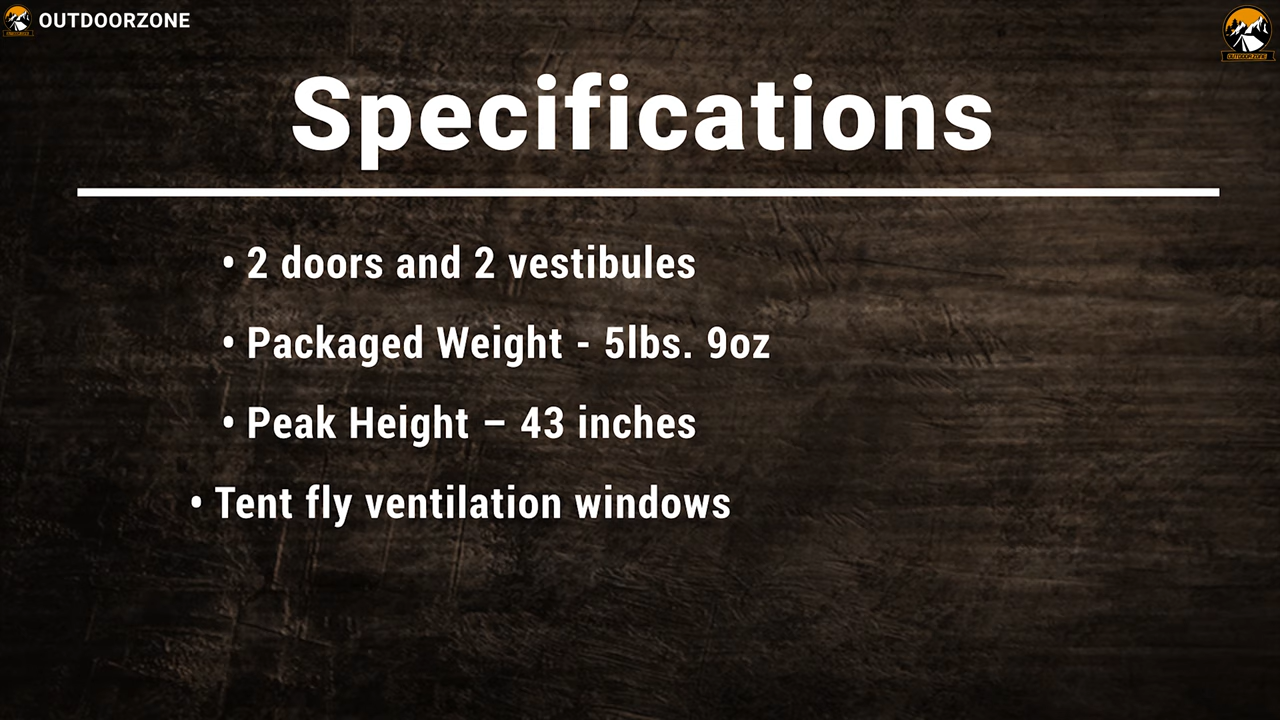 OUTDOORZONE
OUTDOORZONE
Specifications
• 2 doors and 2 vestibules
• Packaged Weight - 5lbs. 9oz
• Peak Height – 43 inches
• Tent fly ventilation windows